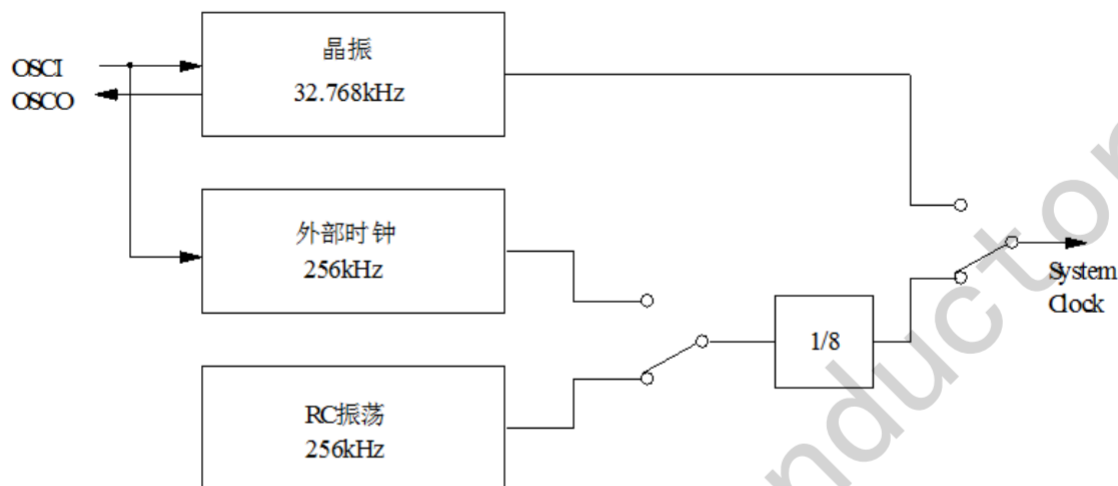 晶振
32.768kHz
OSCI
OSCO
外部时钟
256kHz
System
Clock
1/8
RC振荡
256kHz
nductor